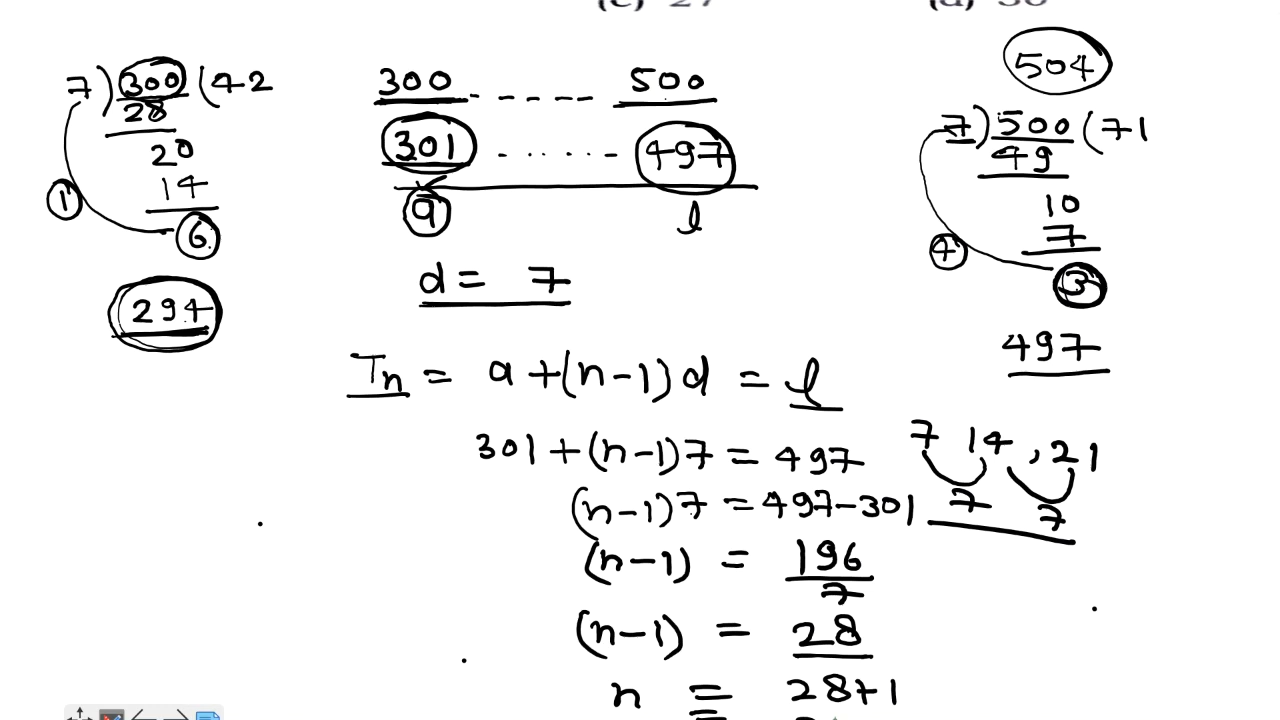 7 ) 300 ( 42
28
20
14
1
6
294
300 ------ 500
301 ....... 497
a l
d = 7
504
7 ) 500 ( 71
49
10
7
4
3
497
Tn = a + (n-1) d = l
301 + (n-1)7 = 497
(n-1)7 = 497-301
(n-1) = 196/7
(n-1) = 28
n = 28+1
7 14 , 21
7 7